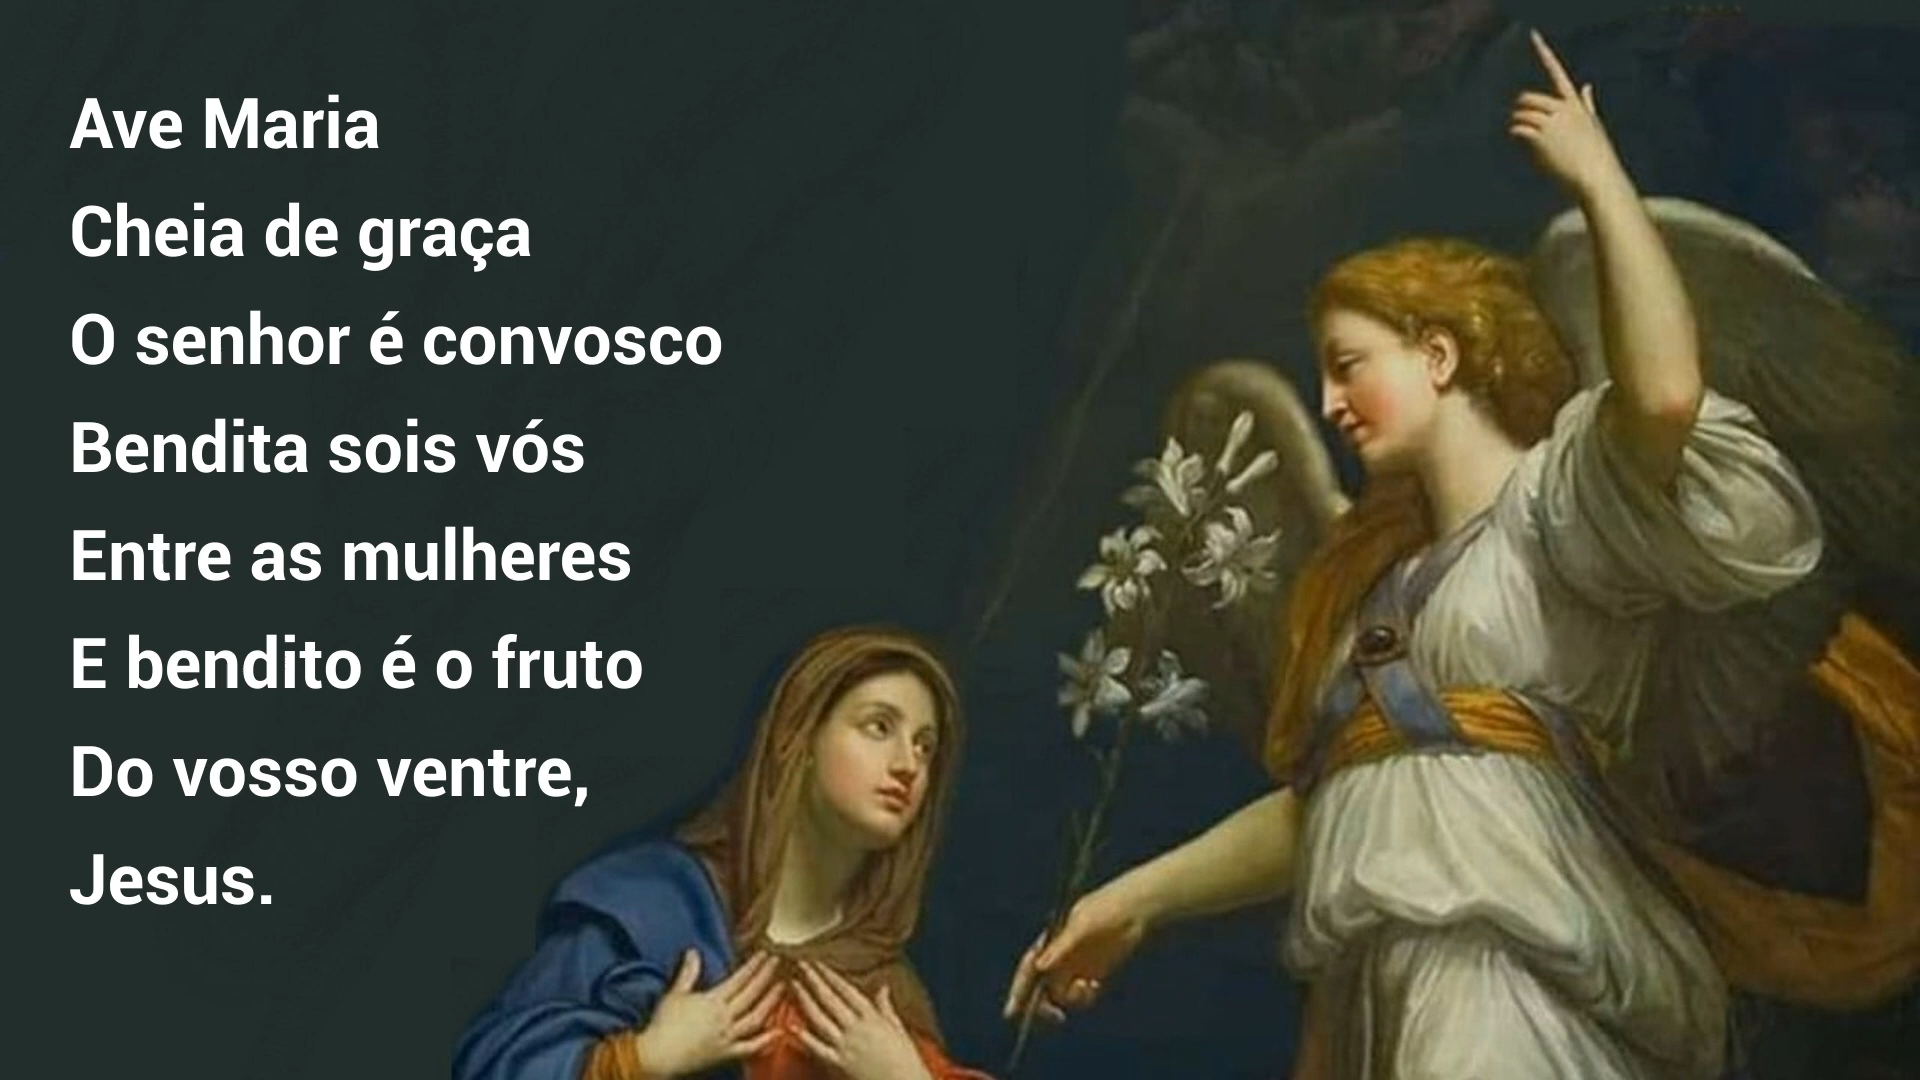 Ave Maria
Cheia de graça
O senhor é convosco
Bendita sois vós
Entre as mulheres
E bendito é o fruto
Do vosso ventre,
Jesus.